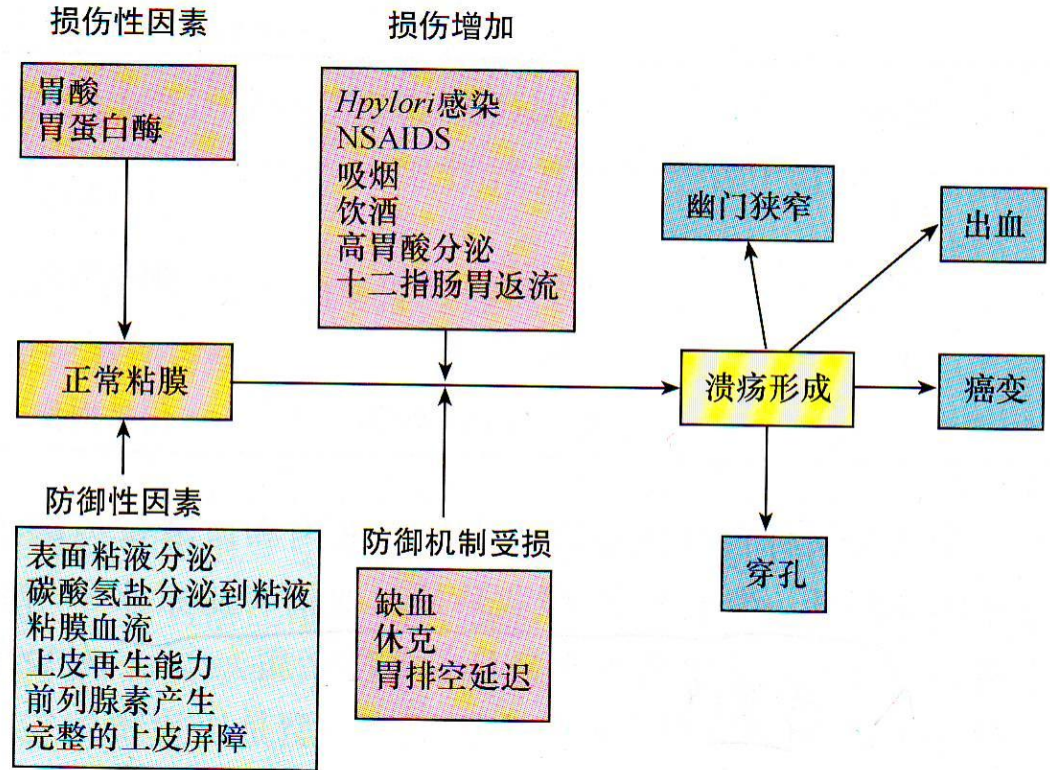 损伤性因素
胃酸
胃蛋白酶
损伤增加
Hpylori感染
NSAIDS
吸烟
饮酒
高胃酸分泌
十二指肠胃返流
正常粘膜
防御性因素
表面粘液分泌
碳酸氢盐分泌到粘液
粘膜血流
上皮再生能力
前列腺素产生
完整的上皮屏障
防御机制受损
缺血
休克
胃排空延迟
溃疡形成
幽门狭窄
出血
癌变
穿孔